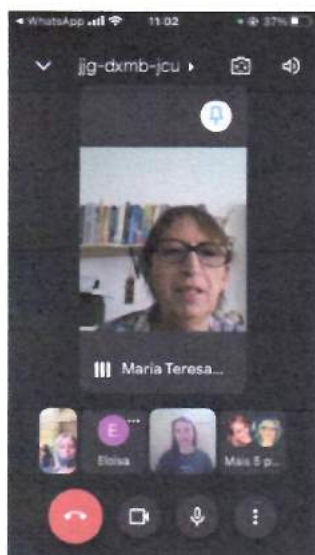 WhatsApp 11:02 37%
jjg-dxmb-jcu
Maria Teresa...
E
Eloisa
Mais 5 p...